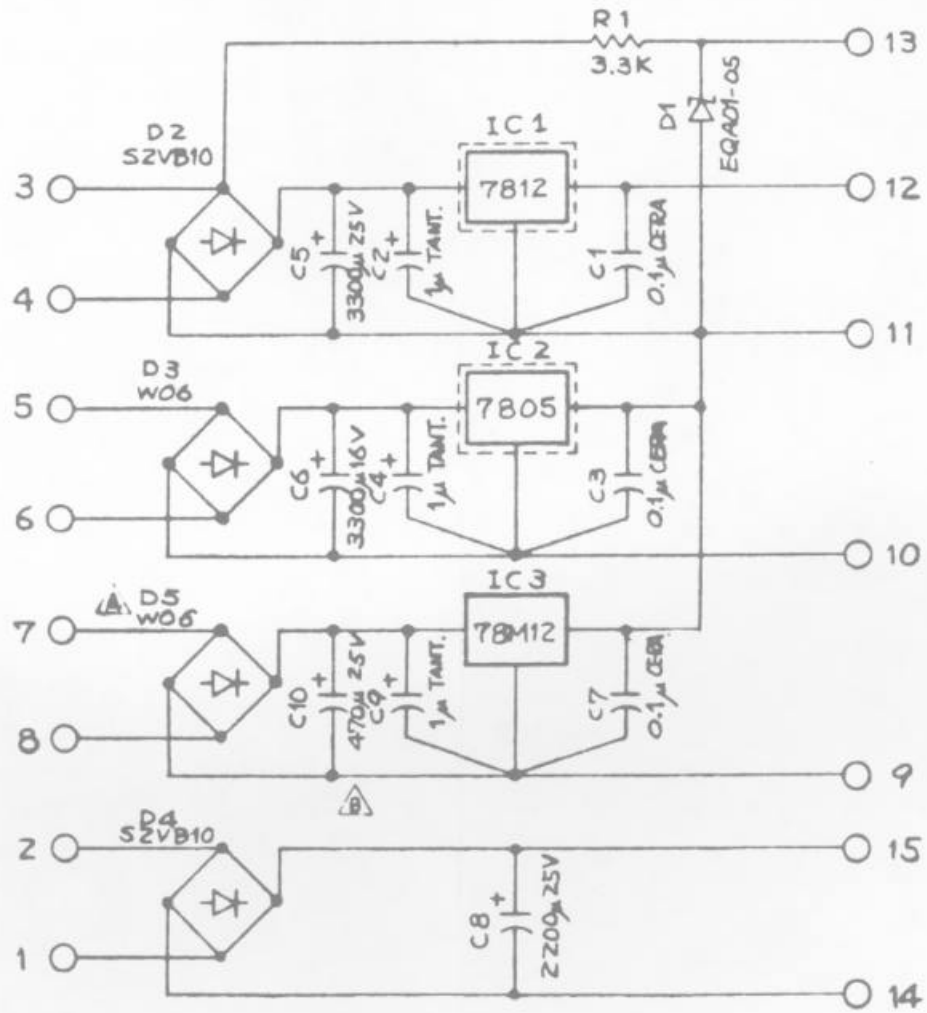 R1
13
3.3K
D1
EQA01-05
D2
S2VB10
IC1
3
7812
12
C5
+
3300µ 25V
C2
+
1µ TANT.
C1
0.1µ CERA
4
11
D3
W06
IC2
5
7805
C6
+
3300µ16V
C4
+
1µ TANT.
C3
0.1µ CERA
6
10
A
D5
W06
IC3
7
78M12
C10
+
470µ 25V
C9
+
1µ TANT.
C7
0.1µ CERA
8
9
B
D4
S2VB10
2
15
C8
+
2200µ 25V
1
14